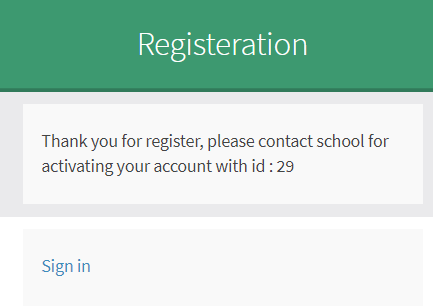 Registeration
Thank you for register, please contact school for
activating your account with id : 29
Sign in